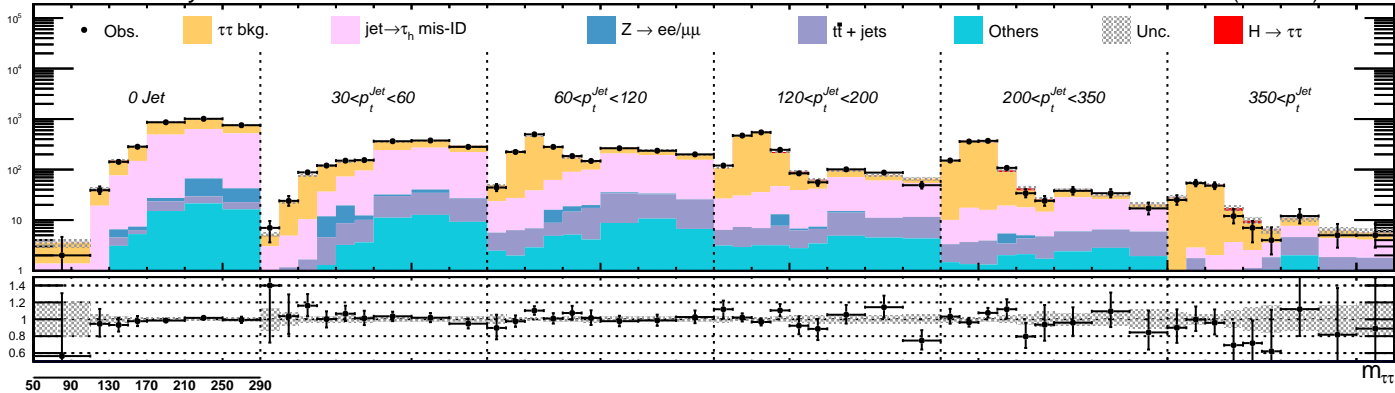 10⁵
10⁴
10³
10²
10
1
Obs.
ττ bkg.
jet→τ_h mis-ID
Z → ee/μμ
tt̄ + jets
Others
Unc.
H → ττ
0 Jet
30<p_t^Jet<60
60<p_t^Jet<120
120<p_t^Jet<200
200<p_t^Jet<350
350<p_t^Jet
1.4
1.2
1
0.8
0.6
50 90 130 170 210 250 290
m_ττ